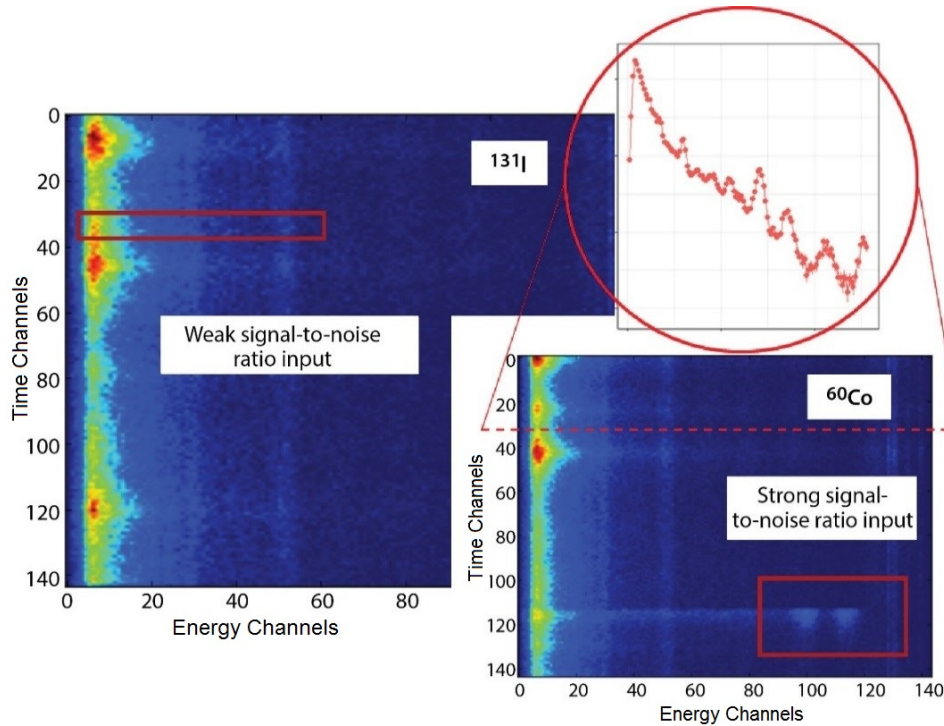 0
20
40
60
80
100
120
140
Time Channels
131I
Weak signal-to-noise
ratio input
0 20 40 60 80
Energy Channels
0
20
40
60
80
100
120
140
Time Channels
60Co
Strong signal-
to-noise ratio input
0 20 40 60 80 100 120 140
Energy Channels